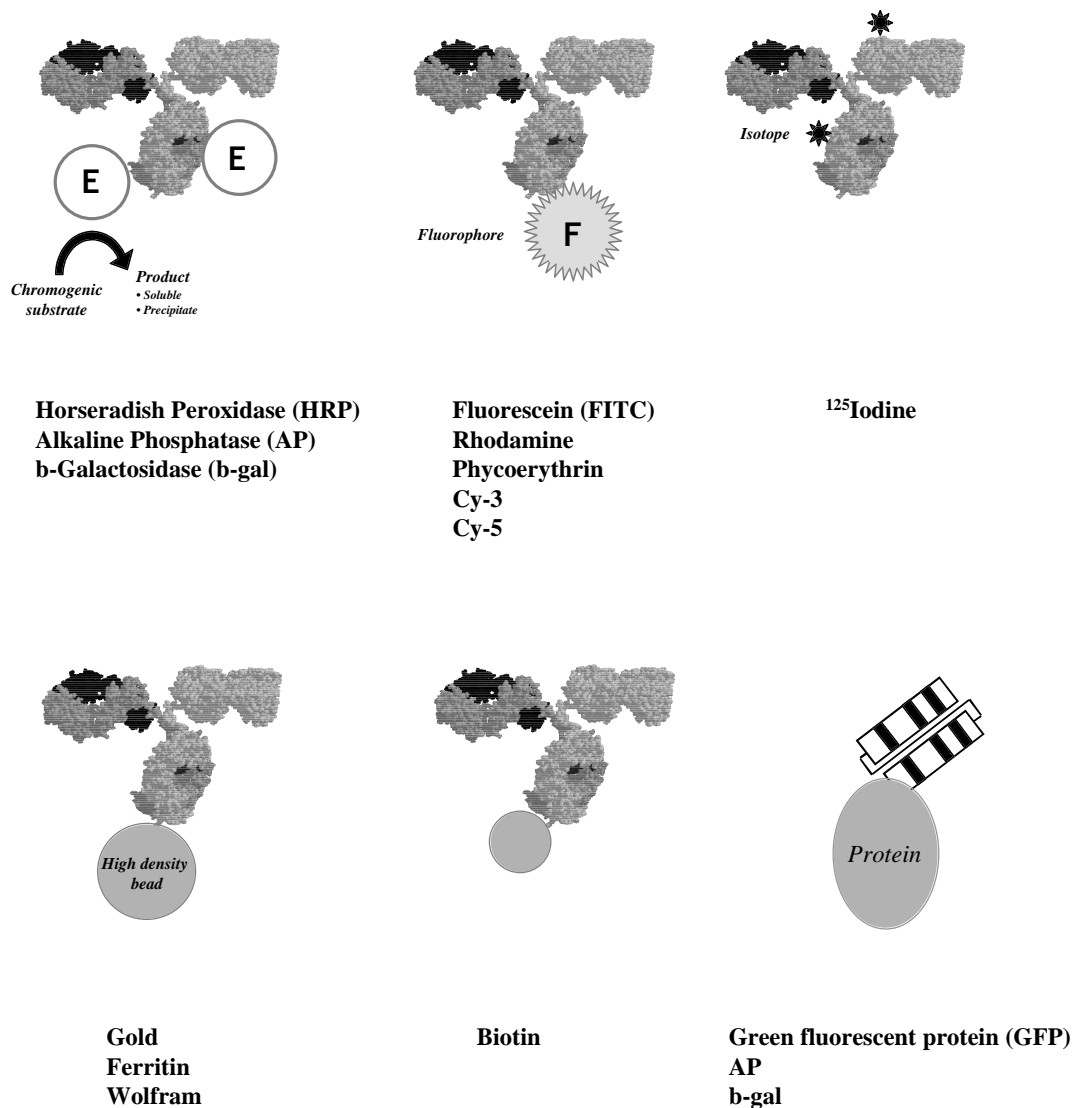 E
E
Chromogenic
substrate
Product
• Soluble
• Precipitate
Fluorophore
F
Isotope
Horseradish Peroxidase (HRP)
Alkaline Phosphatase (AP)
b-Galactosidase (b-gal)
Fluorescein (FITC)
Rhodamine
Phycoerythrin
Cy-3
Cy-5
¹²⁵Iodine
High density
bead
Protein
Gold
Ferritin
Wolfram
Biotin
Green fluorescent protein (GFP)
AP
b-gal